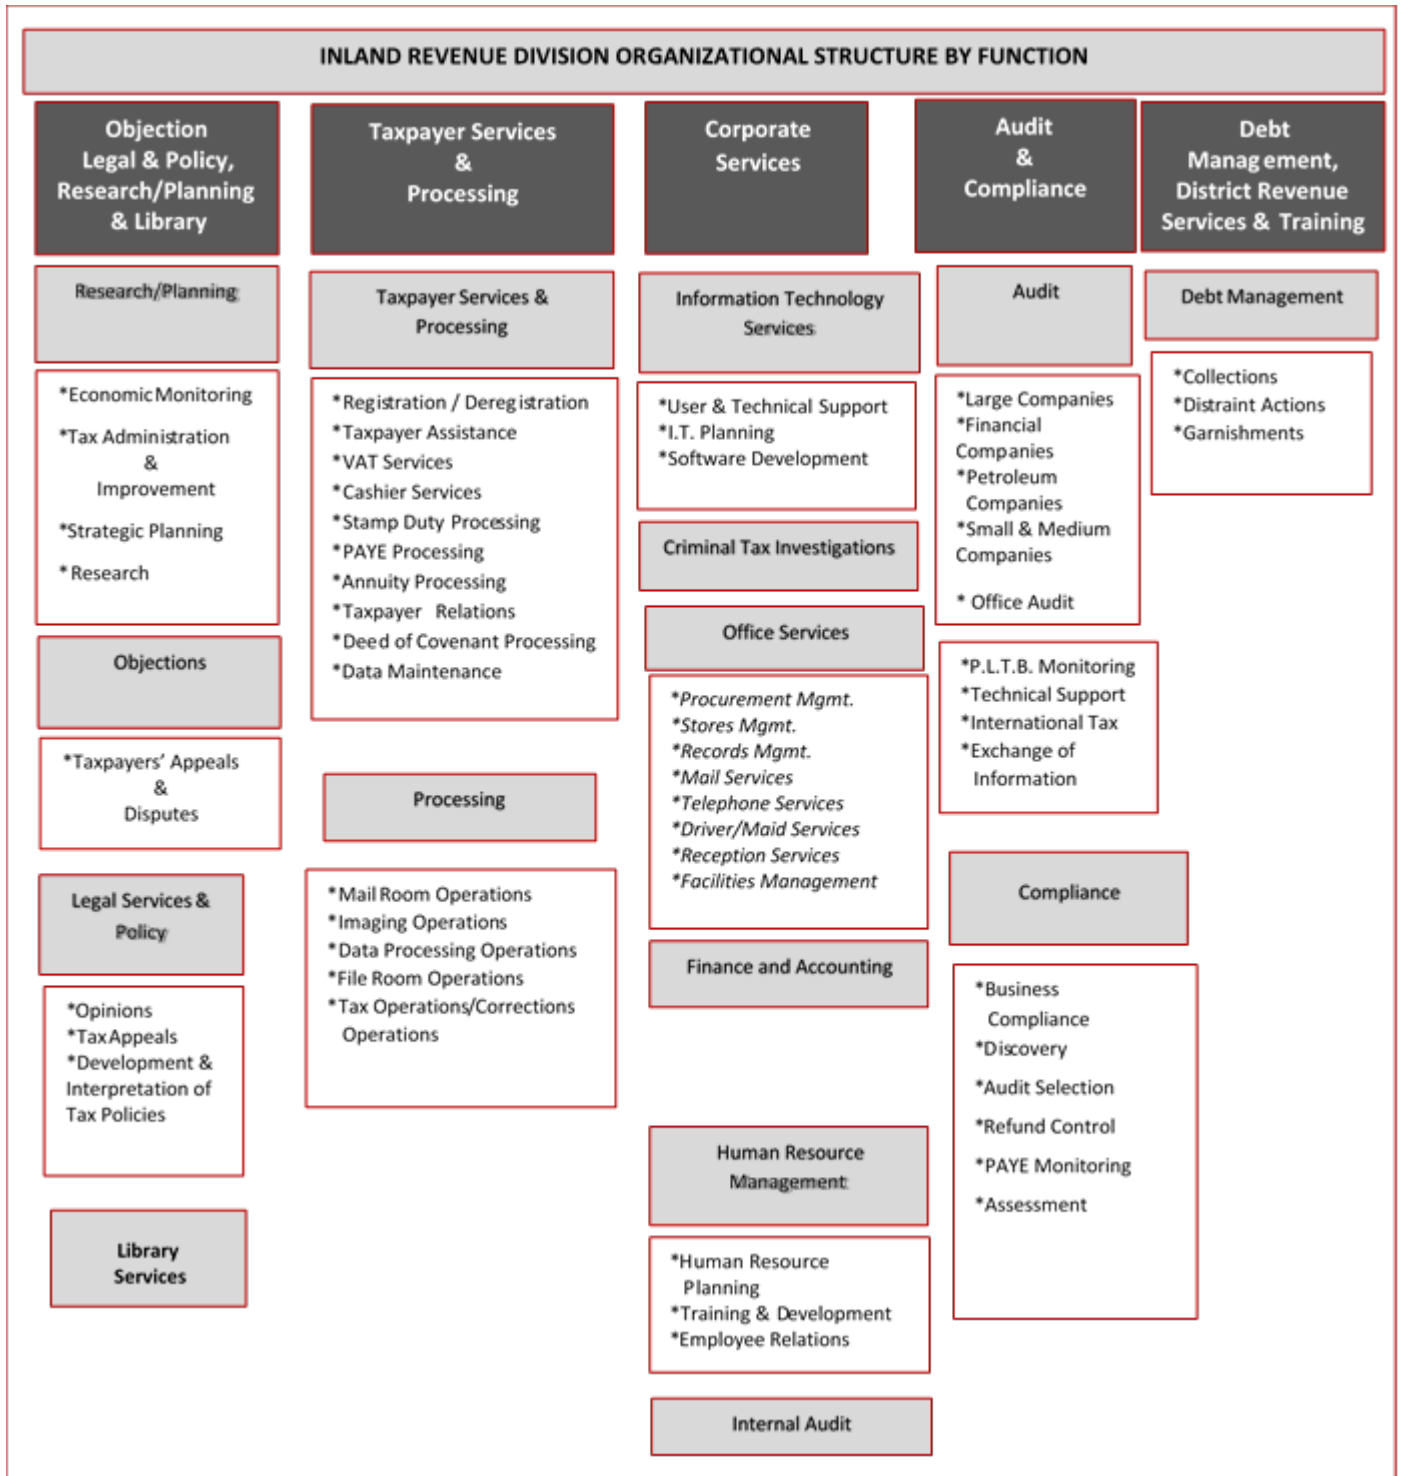 INLAND REVENUE DIVISION ORGANIZATIONAL STRUCTURE BY FUNCTION
Objection
Legal & Policy,
Research/Planning
& Library
Research/Planning
*Economic Monitoring
*Tax Administration
&
Improvement
*Strategic Planning
* Research
Objections
*Taxpayers’ Appeals
&
Disputes
Legal Services &
Policy
*Opinions
*Tax Appeals
*Development &
Interpretation of
Tax Policies
Library
Services
Taxpayer Services
&
Processing
Taxpayer Services &
Processing
*Registration / Deregistration
*Taxpayer Assistance
*VAT Services
*Cashier Services
*Stamp Duty Processing
*PAYE Processing
*Annuity Processing
*Taxpayer Relations
*Deed of Covenant Processing
*Data Maintenance
Processing
*Mail Room Operations
*Imaging Operations
*Data Processing Operations
*File Room Operations
*Tax Operations/Corrections
Operations
Corporate
Services
Information Technology
Services
*User & Technical Support
*I.T. Planning
*Software Development
Criminal Tax Investigations
Office Services
*Procurement Mgmt.
*Stores Mgmt.
*Records Mgmt.
*Mail Services
*Telephone Services
*Driver/Maid Services
*Reception Services
*Facilities Management
Finance and Accounting
Human Resource
Management
*Human Resource
Planning
*Training & Development
*Employee Relations
Internal Audit
Audit
&
Compliance
Audit
*Large Companies
*Financial
Companies
*Petroleum
Companies
*Small & Medium
Companies
* Office Audit
*P.L.T.B. Monitoring
*Technical Support
*International Tax
*Exchange of
Information
Compliance
*Business
Compliance
*Discovery
*Audit Selection
*Refund Control
*PAYE Monitoring
*Assessment
Debt
Management,
District Revenue
Services & Training
Debt Management
*Collections
*Distraint Actions
*Garnishments